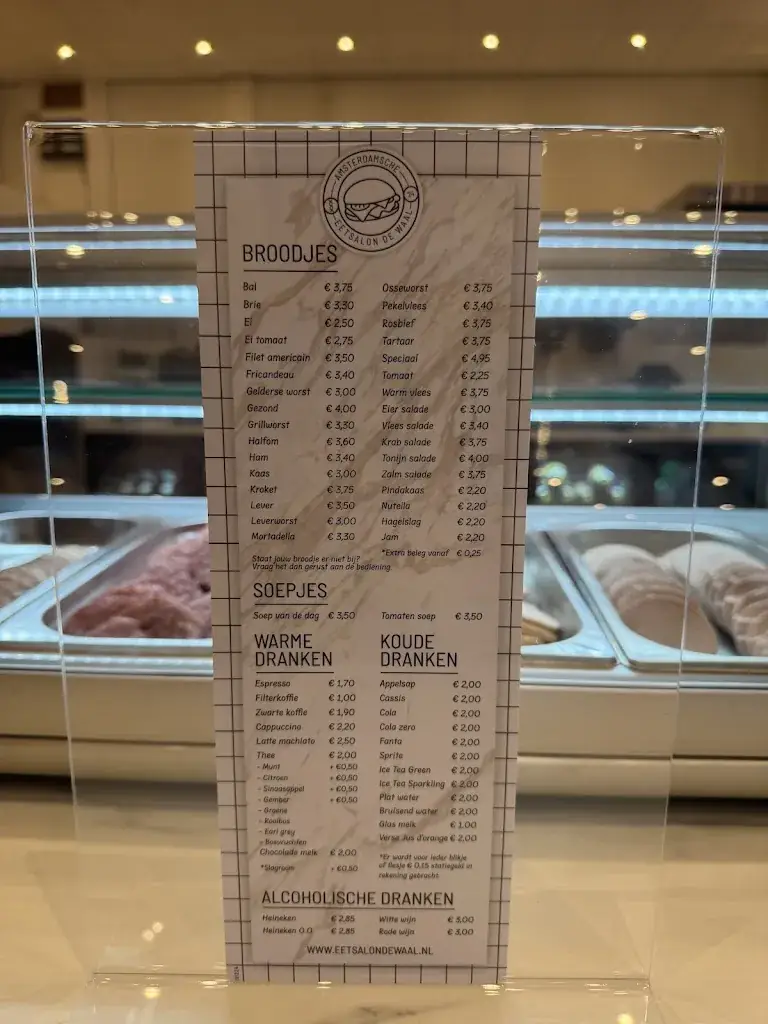 AMSTERDAMSCHE
EETSALON DE WAAL
BROODJES
Bal € 3,75
Brie € 3,30
Ei € 2,50
Ei tomaat € 2,75
Filet americain € 3,50
Fricandeau € 3,40
Gelderse worst € 3,00
Gezond € 4,00
Grillworst € 3,30
Halfom € 3,60
Ham € 3,40
Kaas € 3,00
Kroket € 3,75
Lever € 3,50
Leverworst € 3,00
Mortadella € 3,30
Osseworst € 3,75
Pekelvlees € 3,40
Rosbief € 3,75
Tartaar € 3,75
Speciaal € 4,95
Tomaat € 2,25
Warm vlees € 3,75
Eier salade € 3,00
Vlees salade € 3,40
Krab salade € 3,75
Tonijn salade € 4,00
Zalm salade € 3,75
Pindakaas € 2,20
Nutella € 2,20
Hagelslag € 2,20
Jam € 2,20
*Extra beleg vanaf € 0,25
Staat jouw broodje er niet bij?
Vraag het dan gerust aan de bediening.
SOEPJES
Soep van de dag € 3,50
Tomaten soep € 3,50
WARME
DRANKEN
Espresso € 1,70
Filterkoffie € 1,00
Zwarte koffie € 1,90
Cappuccino € 2,20
Latte machiato € 2,50
Thee € 2,00
- Munt + €0,50
- Citroen + €0,50
- Sinaasappel + €0,50
- Gember + €0,50
- Groene
- Rooibus
- Earl grey
- Bosvruchten
Chocolade melk € 2,00
*Slagroom + €0,50
KOUDE
DRANKEN
Appelsap € 2,00
Cassis € 2,00
Cola € 2,00
Cola zero € 2,00
Fanta € 2,00
Sprite € 2,00
Ice Tea Green € 2,00
Ice Tea Sparkling € 2,00
Plat water € 2,00
Bruisend water € 2,00
Glas melk € 1,00
Verse Jus d'orange € 2,00
*Er wordt voor ieder blikje
of flesje € 0,15 statiegeld in
rekening gebracht.
ALCOHOLISCHE DRANKEN
Heineken € 2,85
Heineken 0.0 € 2,85
Witte wijn € 3,00
Rode wijn € 3,00
WWW.EETSALONDEWAAL.NL